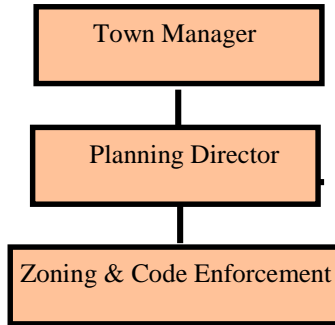 Town Manager
Planning Director
Zoning & Code Enforcement